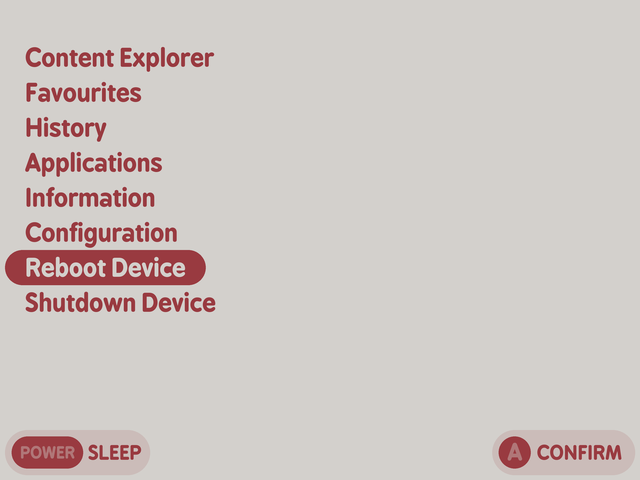 Content Explorer
Favourites
History
Applications
Information
Configuration
Reboot Device
Shutdown Device
POWER SLEEP
A CONFIRM